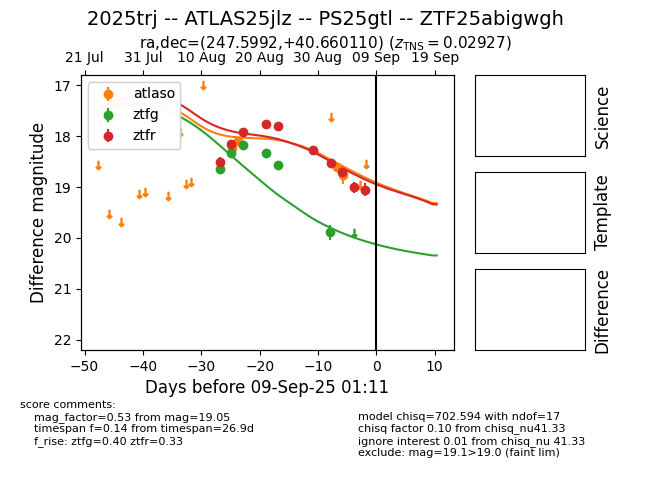 2025trj -- ATLAS25jlz -- PS25gtl -- ZTF25abigwgh
ra,dec=(247.5992,+40.660110) (zTNS = 0.02927)
21 Jul 31 Jul 10 Aug 20 Aug 30 Aug 09 Sep 19 Sep
17
18
19
20
21
22
Difference magnitude
atlaso
ztfg
ztfr
−50 −40 −30 −20 −10 0 10
Days before 09-Sep-25 01:11
Science
Template
Difference
score comments:
mag_factor=0.53 from mag=19.05
timespan f=0.14 from timespan=26.9d
f_rise: ztfg=0.40 ztfr=0.33
model chisq=702.594 with ndof=17
chisq factor 0.10 from chisq_nu41.33
ignore interest 0.01 from chisq_nu 41.33
exclude: mag=19.1>19.0 (faint lim)